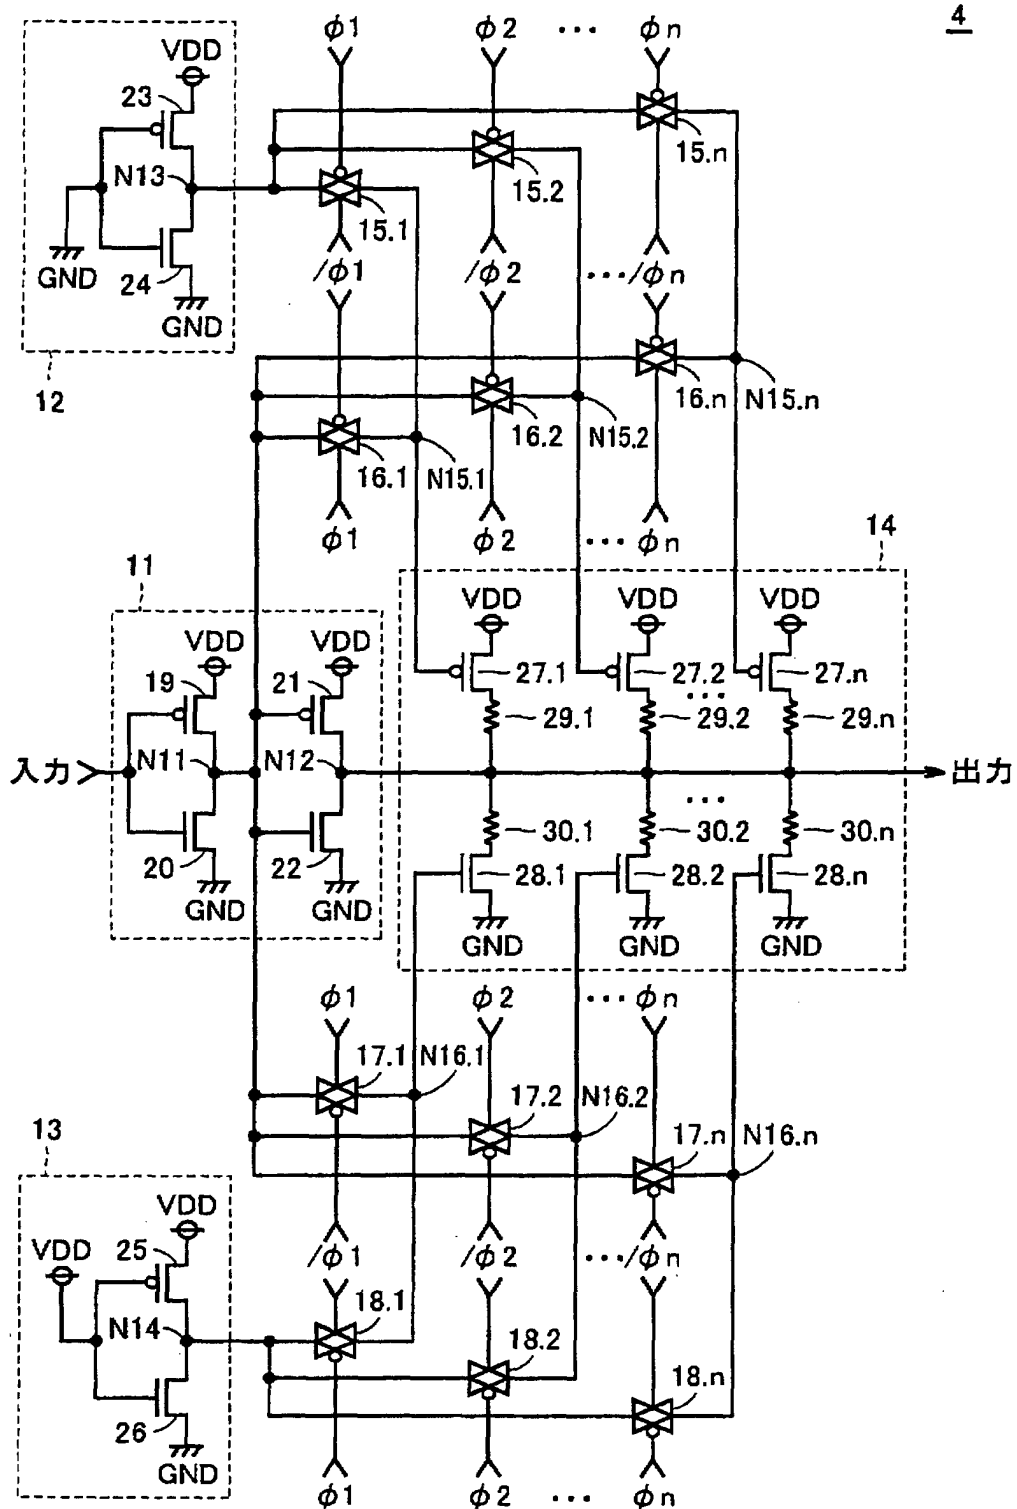 4
φ1 φ2 ... φn
VDD
23
N13
24
GND
GND
12
15.1 15.2 15.n
/φ1 /φ2 .../φn
16.1 N15.1 16.2 N15.2 16.n N15.n
φ1 φ2 ... φn
11
14
VDD VDD
19 21
N11 N12
20 22
GND GND
入力
VDD VDD VDD
27.1 27.2 ... 27.n
29.1 29.2 29.n
出力
...
30.1 30.2 30.n
28.1 28.2 28.n
GND GND GND
φ1 φ2 ... φn
17.1 N16.1 17.2 N16.2 17.n N16.n
/φ1 /φ2 .../φn
13
VDD
VDD
25
N14
26
GND
18.1 18.2 18.n
φ1 φ2 ... φn